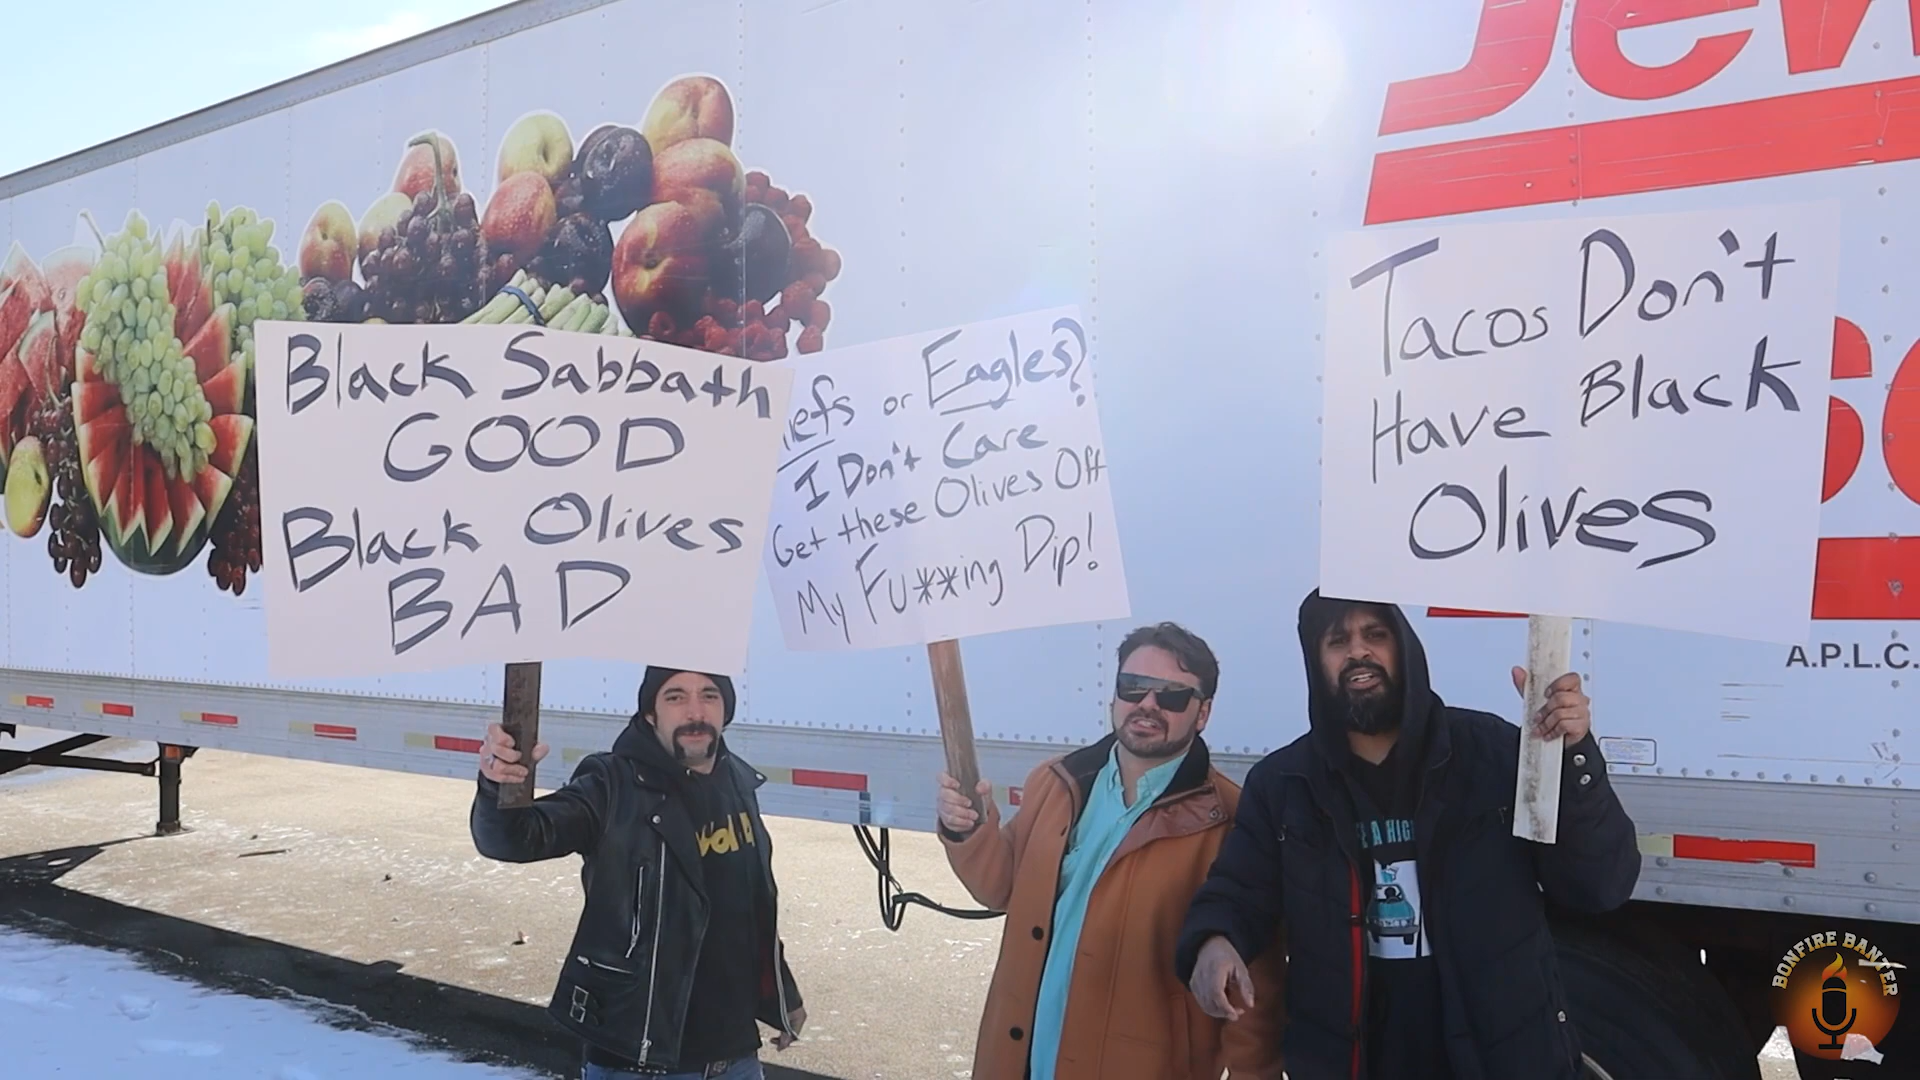 Black Sabbath
GOOD
Black Olives
BAD
or Eagles?
I Don't Care
Get these Olives Off
My Fu**ing Dip!
Tacos Don't
Have Black
Olives
A.P.L.C.
BONFIRE BANTER